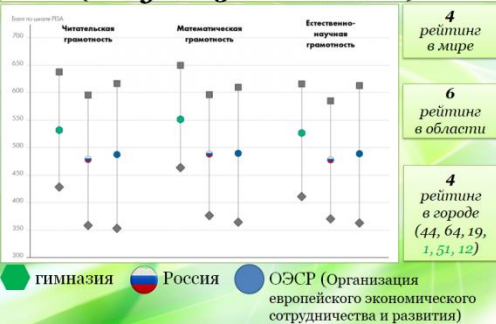 Балл по шкале PISA
Читательская
грамотность
Математическая
грамотность
Естественно-
научная
грамотность
700
650
600
550
500
450
400
350
300
4
рейтинг
в мире
6
рейтинг
в области
4
рейтинг
в городе
(44, 64, 19,
1, 51, 12)
гимназия
Россия
ОЭСР (Организация
европейского экономического
сотрудничества и развития)